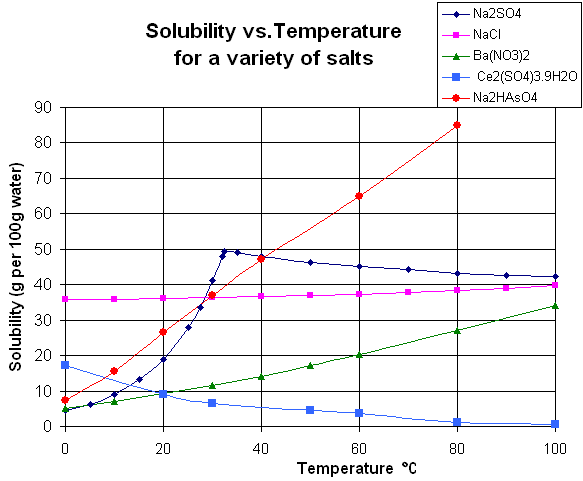 Solubility vs.Temperature
for a variety of salts
Na2SO4
NaCl
Ba(NO3)2
Ce2(SO4)3.9H2O
Na2HAsO4
Solubility (g per 100g water)
90
80
70
60
50
40
30
20
10
0
0 20 40 60 80 100
Temperature °C